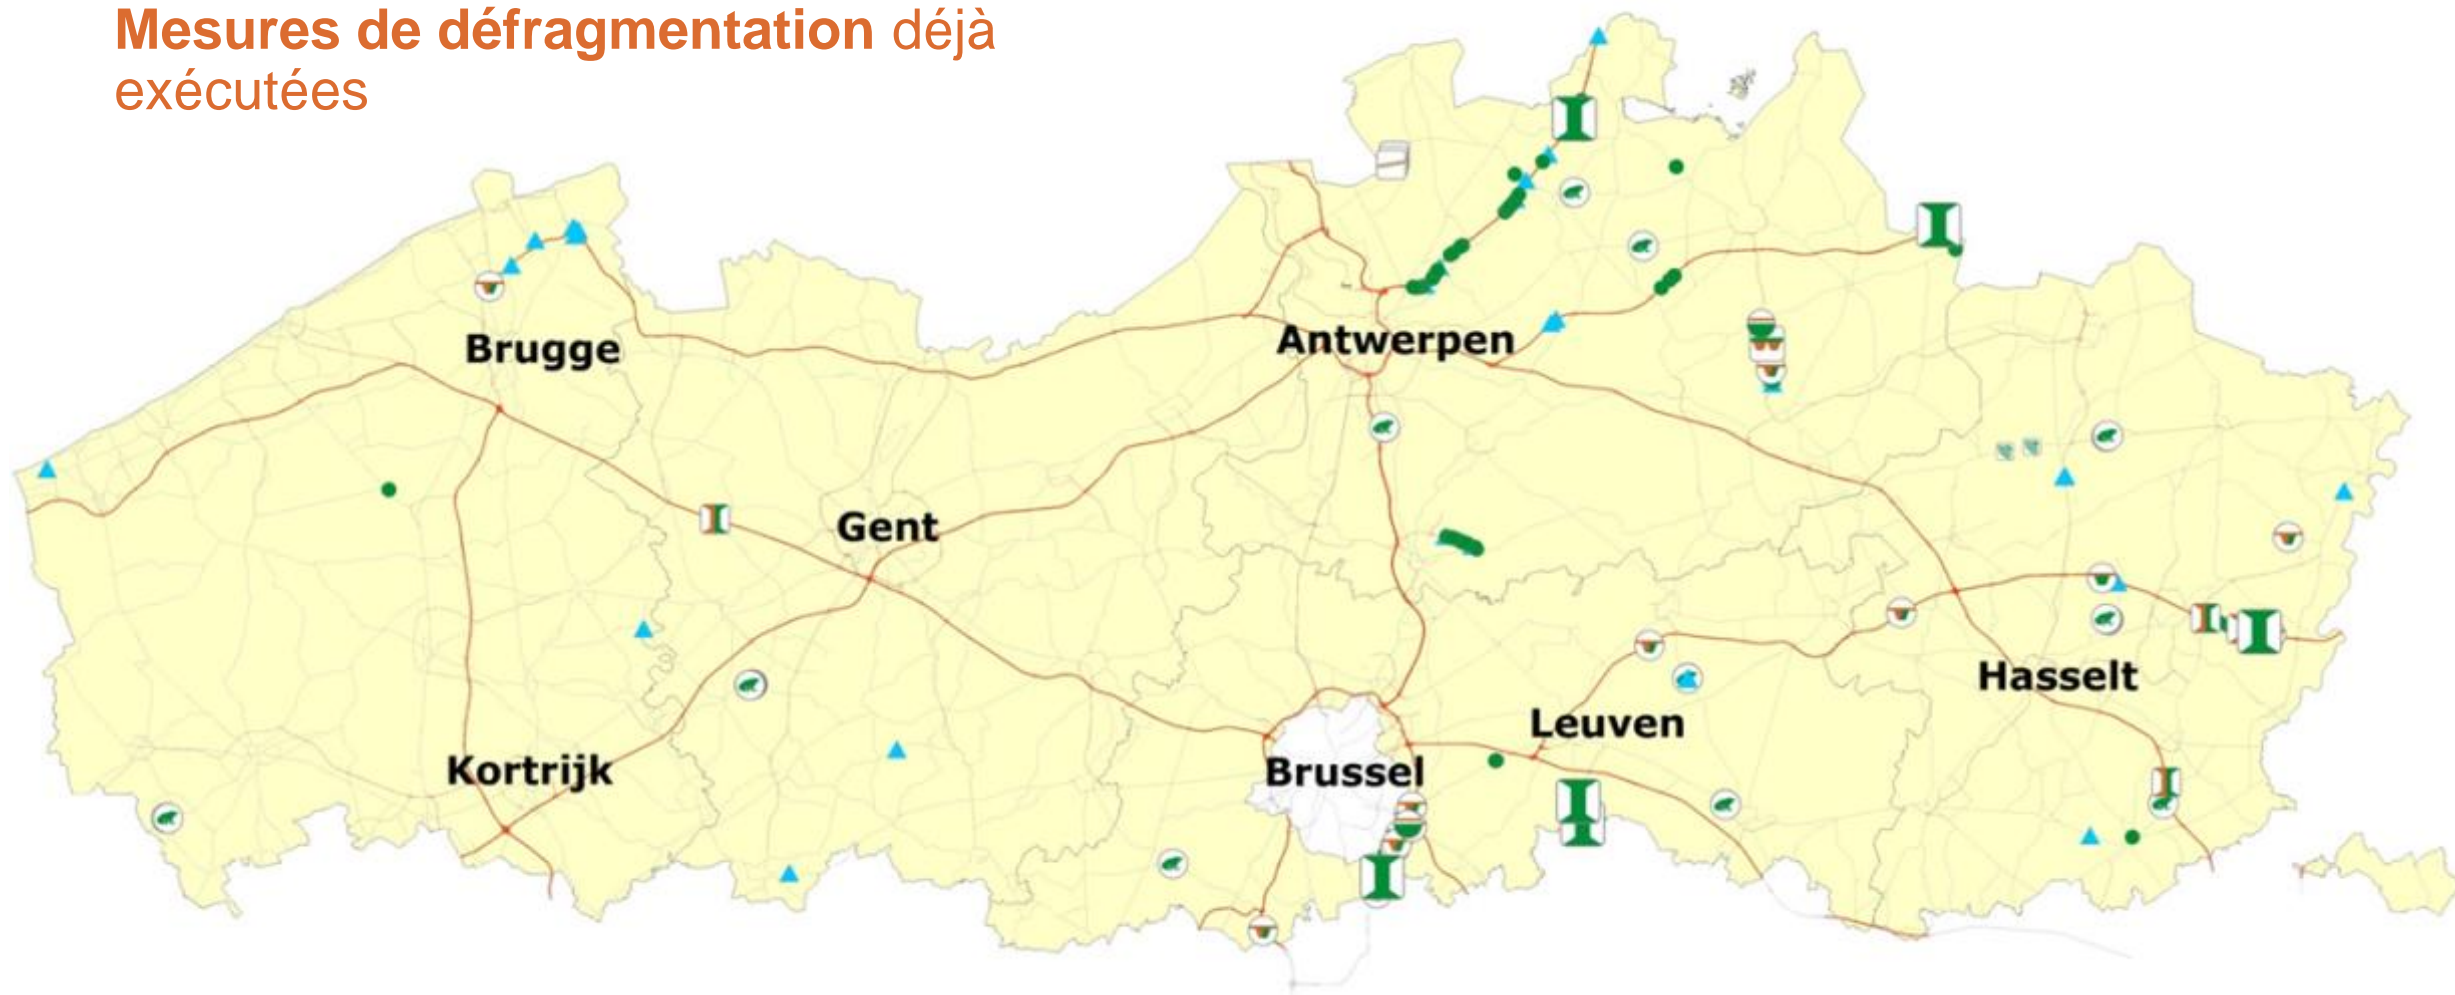 Mesures de défragmentation déjà
exécutées
Brugge
Antwerpen
Gent
Hasselt
Leuven
Kortrijk
Brussel